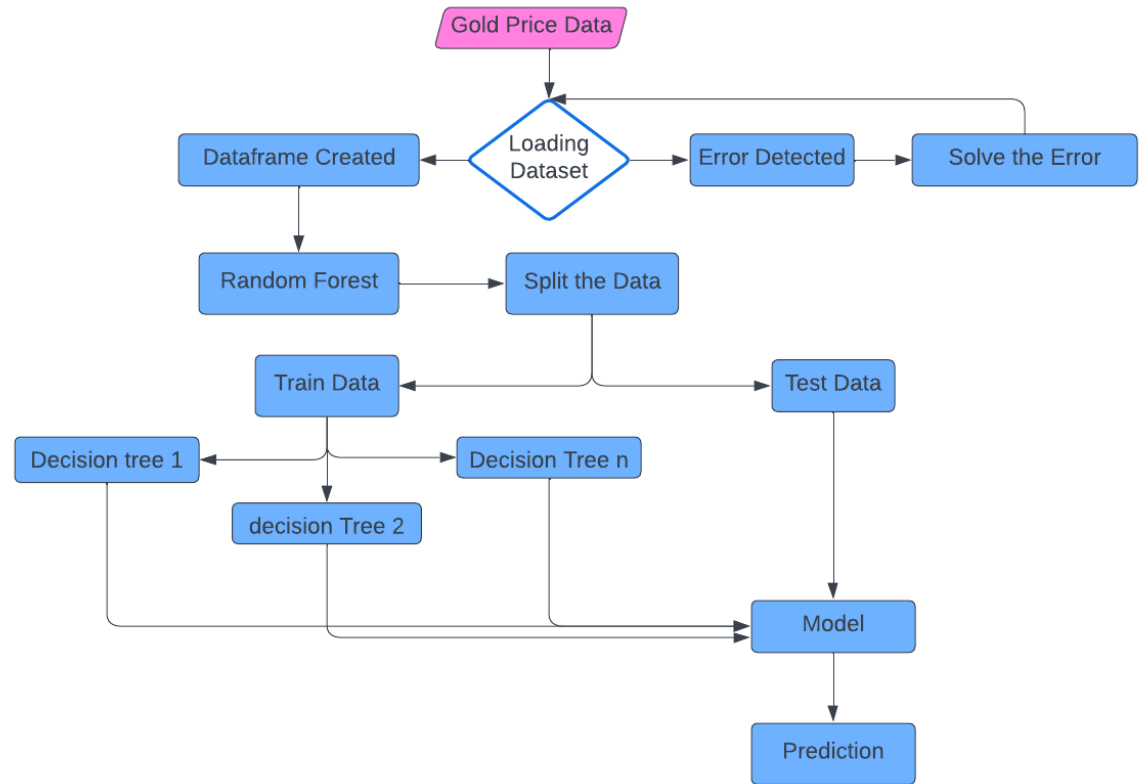 Gold Price Data
Loading
Dataset
Dataframe Created
Error Detected
Solve the Error
Random Forest
Split the Data
Train Data
Test Data
Decision tree 1
Decision Tree n
decision Tree 2
Model
Prediction